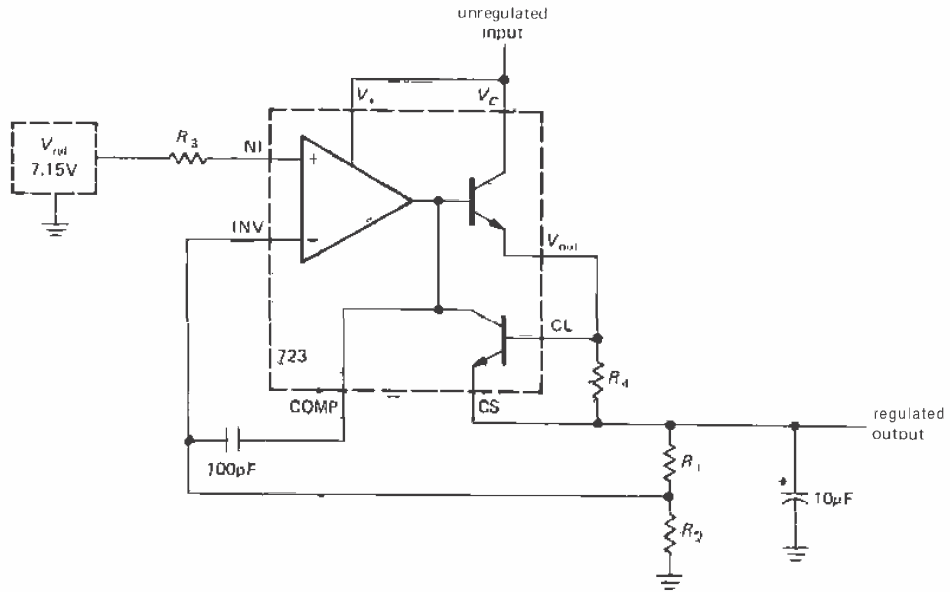 unregulated
input
V+
VC
Vref
7.15V
R3
NI
+
INV
−
Vout
CL
723
R4
COMP
CS
regulated
output
100pF
R1
+
10µF
R2